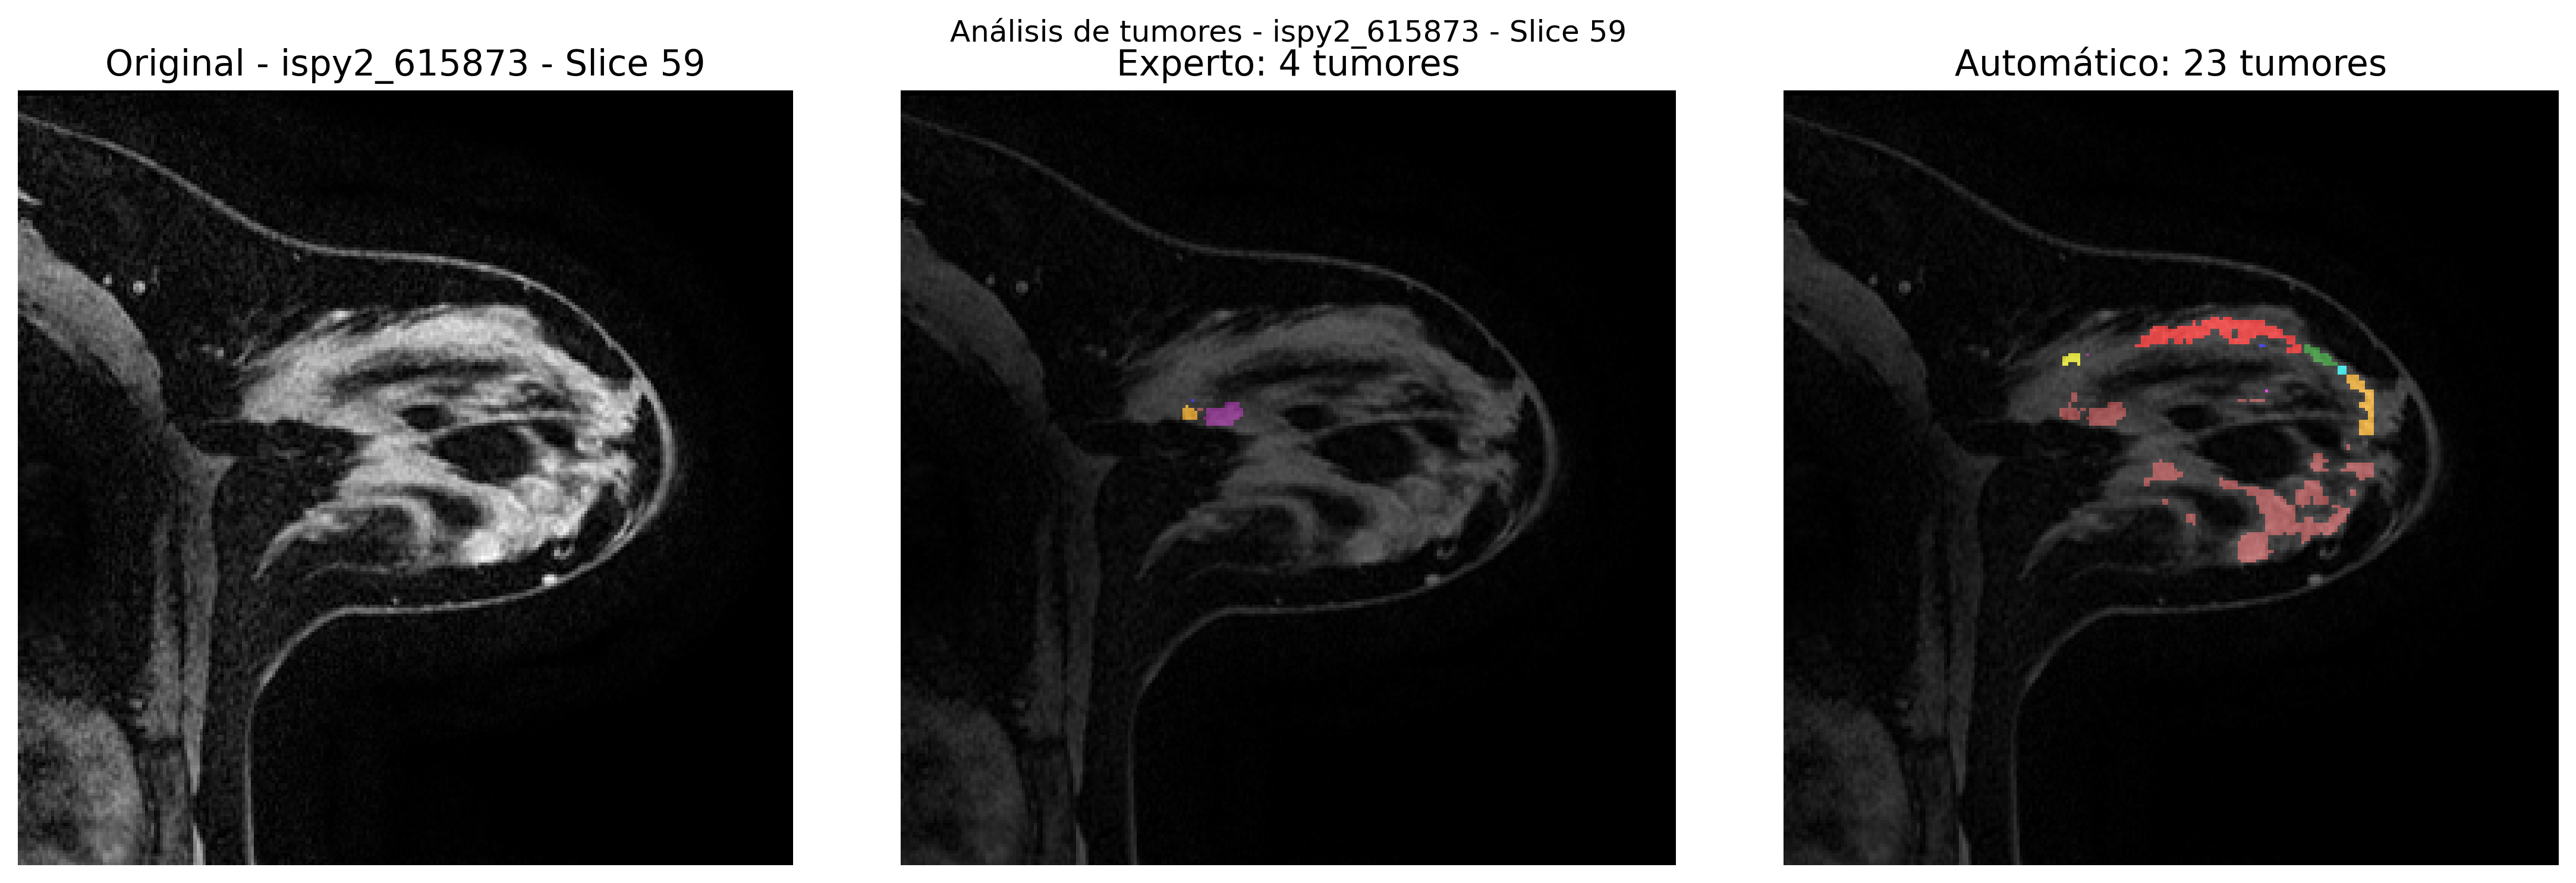 Análisis de tumores - ispy2_615873 - Slice 59
Original - ispy2_615873 - Slice 59
Experto: 4 tumores
Automático: 23 tumores